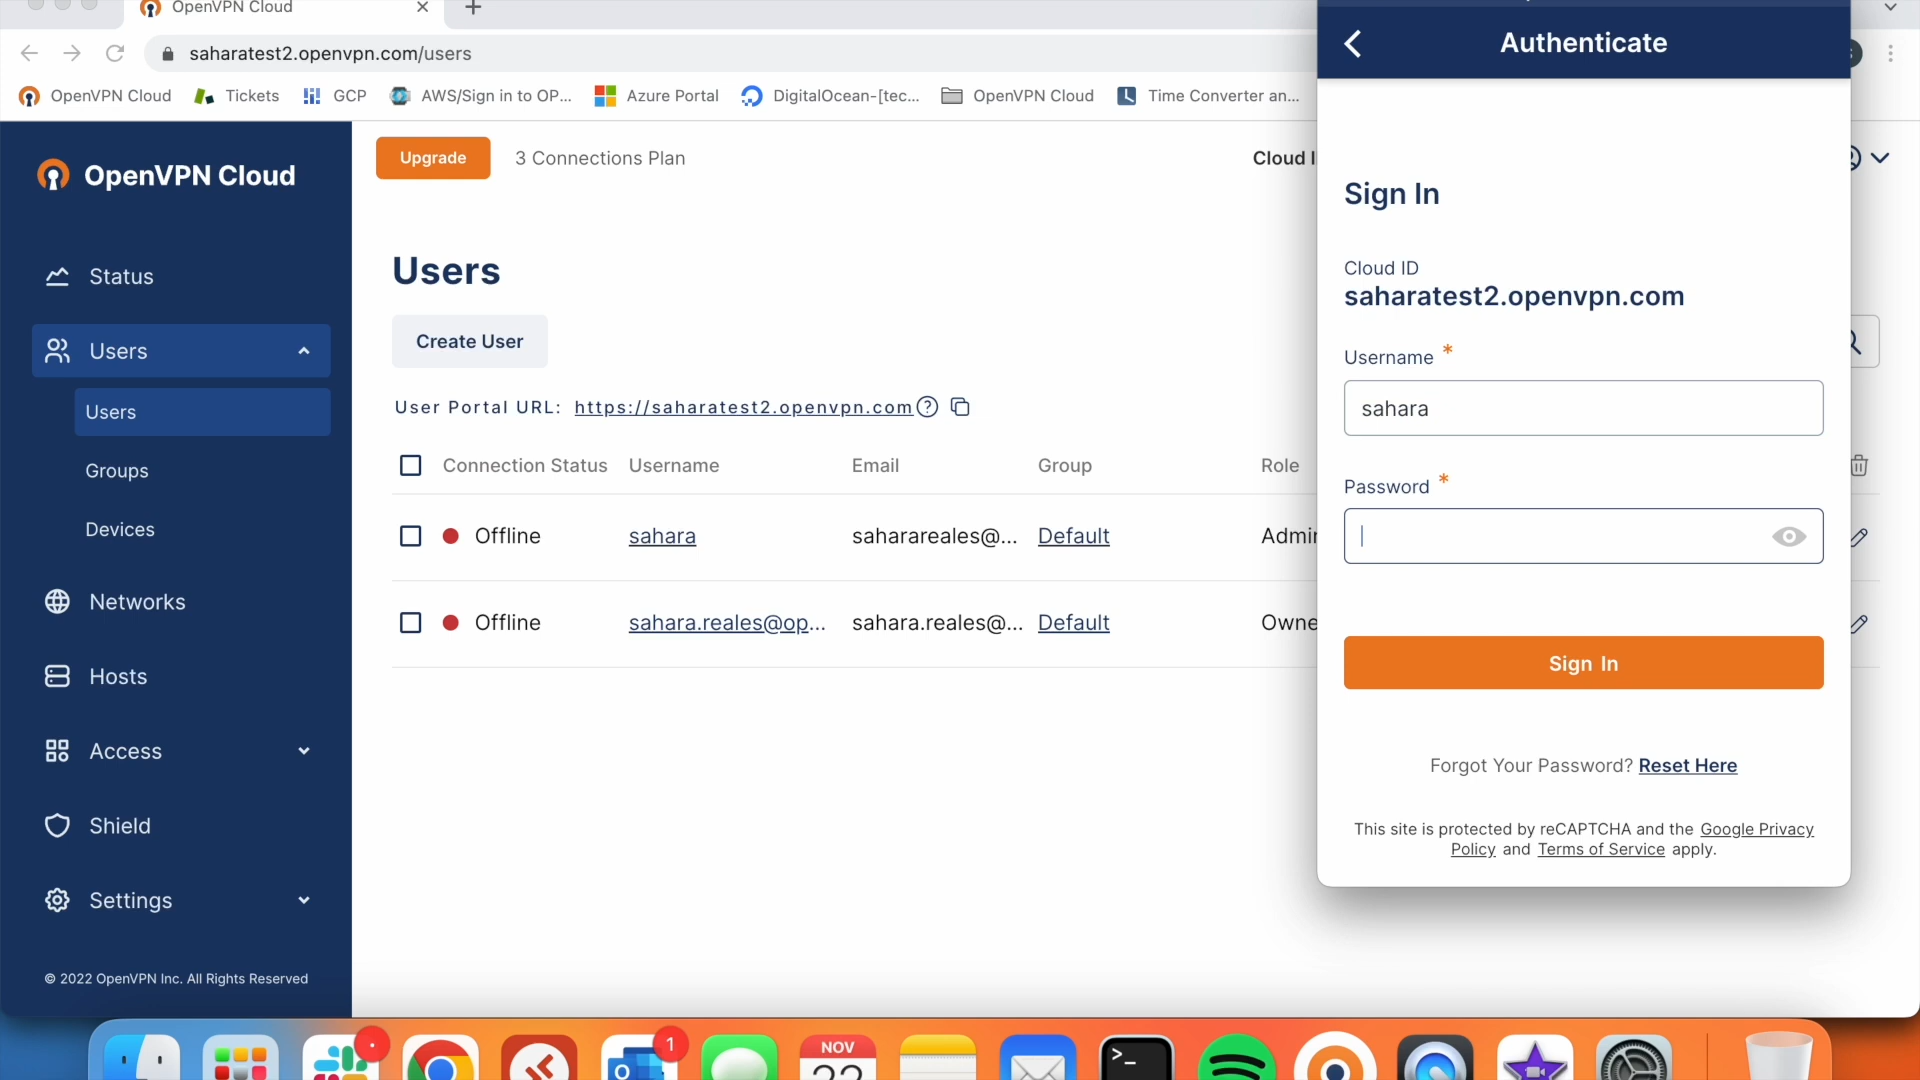 OpenVPN Cloud
saharatest2.openvpn.com/users
OpenVPN Cloud Tickets GCP AWS/Sign in to OP... Azure Portal DigitalOcean-[tec... OpenVPN Cloud Time Converter an...
OpenVPN Cloud
Status
Users
Users
Groups
Devices
Networks
Hosts
Access
Shield
Settings
© 2022 OpenVPN Inc. All Rights Reserved
Upgrade 3 Connections Plan Cloud I
Users
Create User
User Portal URL: https://saharatest2.openvpn.com
Connection Status Username Email Group Role
Offline sahara saharareales@... Default Admin
Offline sahara.reales@op... sahara.reales@... Default Owne
Authenticate
Sign In
Cloud ID
saharatest2.openvpn.com
Username *
sahara
Password *
Sign In
Forgot Your Password? Reset Here
This site is protected by reCAPTCHA and the Google Privacy
Policy and Terms of Service apply.
1
NOV
22